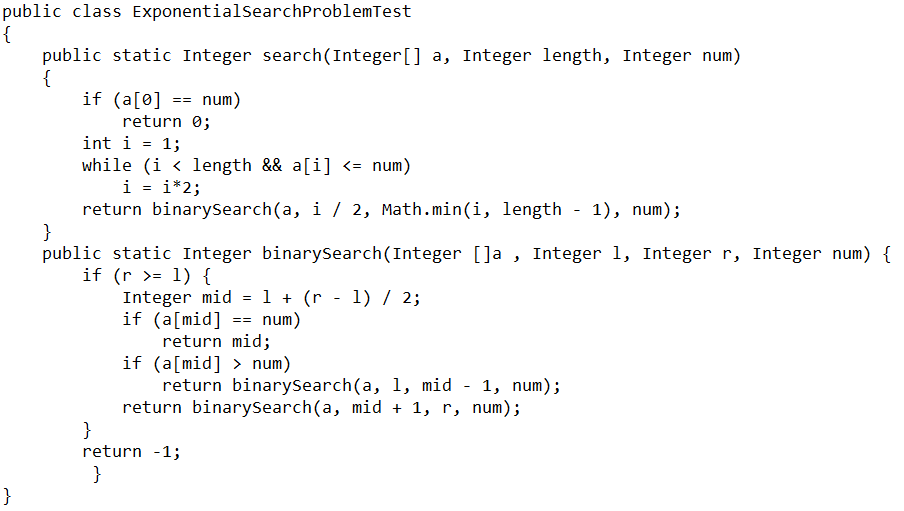 public class ExponentialSearchProblemTest
{
    public static Integer search(Integer[] a, Integer length, Integer num)
    {
        if (a[0] == num)
            return 0;
        int i = 1;
        while (i < length && a[i] <= num)
            i = i*2;
        return binarySearch(a, i / 2, Math.min(i, length - 1), num);
    }
    public static Integer binarySearch(Integer []a , Integer l, Integer r, Integer num) {
        if (r >= l) {
            Integer mid = l + (r - l) / 2;
            if (a[mid] == num)
                return mid;
            if (a[mid] > num)
                return binarySearch(a, l, mid - 1, num);
            return binarySearch(a, mid + 1, r, num);
        }
        return -1;
         }
}